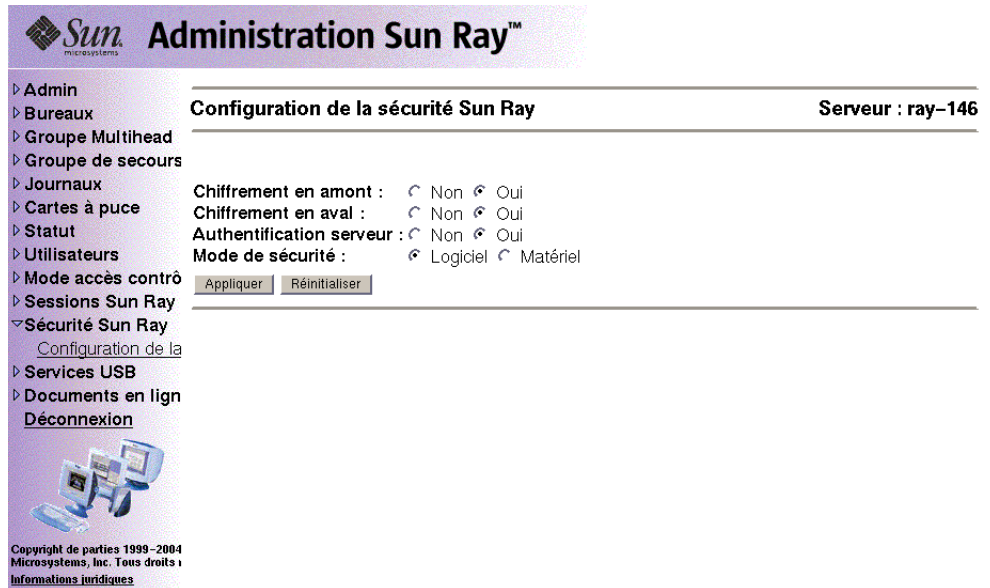 Sun microsystems Administration Sun Ray™
Admin
Bureaux
Groupe Multihead
Groupe de secours
Journaux
Cartes à puce
Statut
Utilisateurs
Mode accès contrô
Sessions Sun Ray
Sécurité Sun Ray
Configuration de la
Services USB
Documents en lign
Déconnexion
Copyright de parties 1999-2004
Microsystems, Inc. Tous droits
Informations juridiques
Configuration de la sécurité Sun Ray Serveur : ray-146
Chiffrement en amont : Non Oui
Chiffrement en aval : Non Oui
Authentification serveur : Non Oui
Mode de sécurité : Logiciel Matériel
Appliquer Réinitialiser